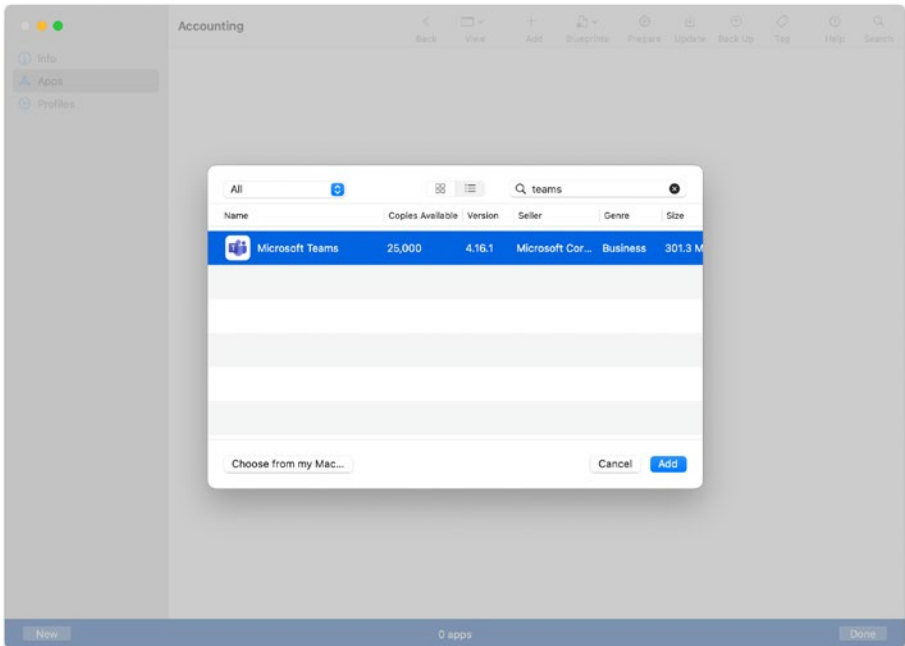 Accounting
Back View Add Blueprints Prepare Update Back Up Tag Help Search
Info
Apps
Profiles
All teams
Name Copies Available Version Seller Genre Size
Microsoft Teams 25,000 4.16.1 Microsoft Cor... Business 301.3 M
Choose from my Mac... Cancel Add
New 0 apps Done